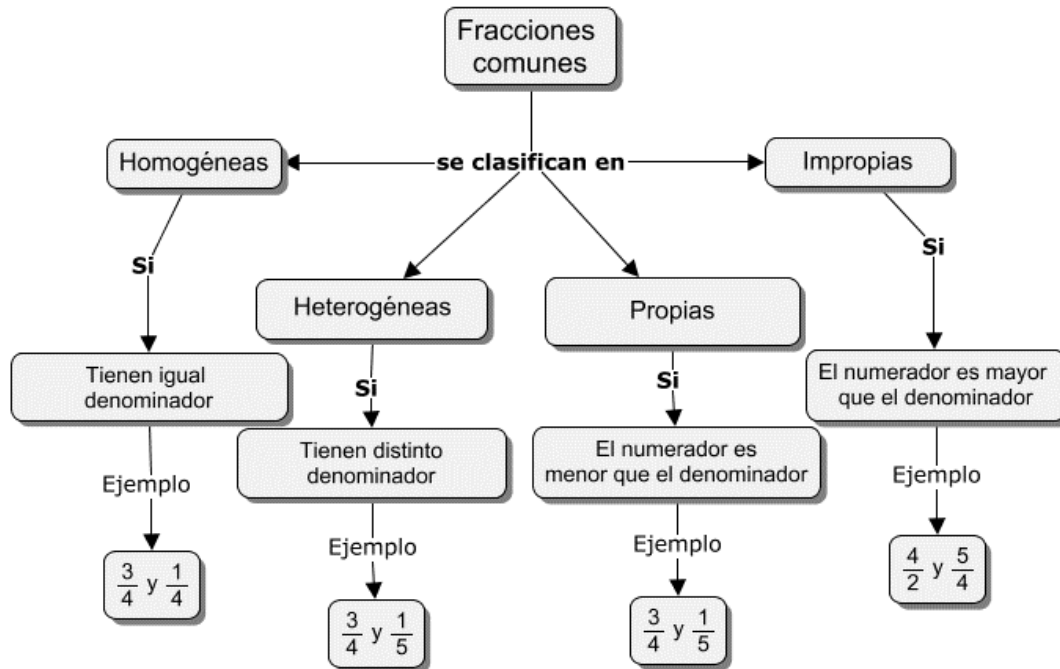 Fracciones
comunes
se clasifican en
Homogéneas
Si
Tienen igual
denominador
Ejemplo
3/4 y 1/4
Heterogéneas
Si
Tienen distinto
denominador
Ejemplo
3/4 y 1/5
Propias
Si
El numerador es
menor que el denominador
Ejemplo
3/4 y 1/5
Impropias
Si
El numerador es mayor
que el denominador
Ejemplo
4/2 y 5/4